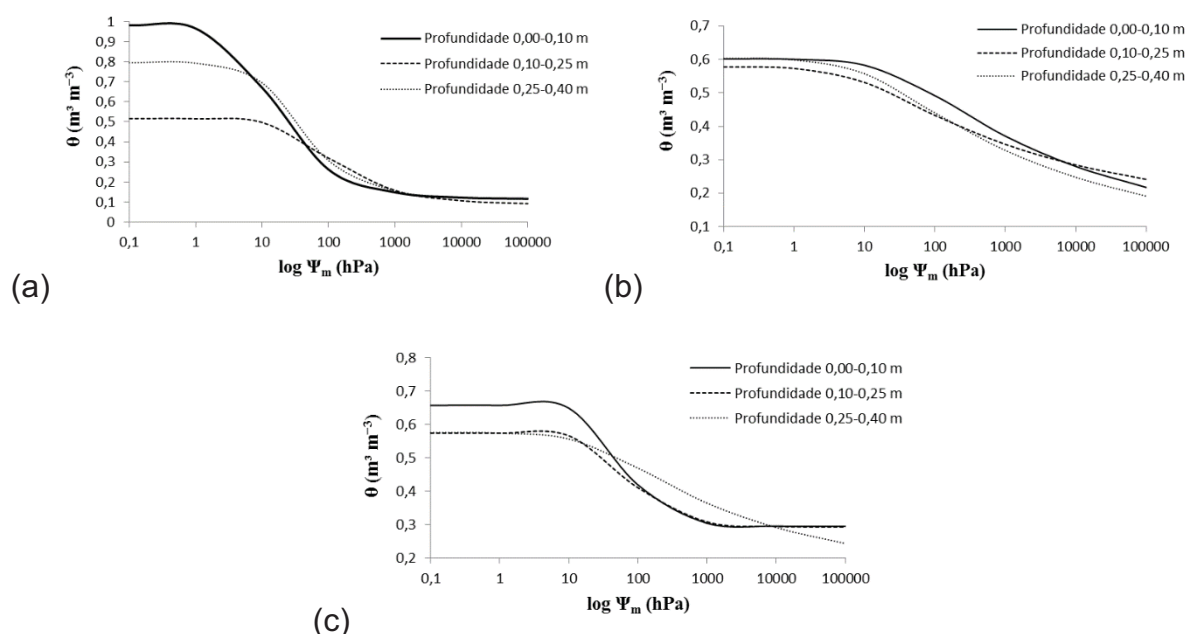 1
0,9
0,8
0,7
0,6
0,5
0,4
0,3
0,2
0,1
0
θ (m³ m⁻³)
Profundidade 0,00-0,10 m
Profundidade 0,10-0,25 m
Profundidade 0,25-0,40 m
0,1 1 10 100 1000 10000 100000
log Ψm (hPa)
(a)
0,7
0,6
0,5
0,4
0,3
0,2
0,1
θ (m³ m⁻³)
Profundidade 0,00-0,10 m
Profundidade 0,10-0,25 m
Profundidade 0,25-0,40 m
0,1 1 10 100 1000 10000 100000
log Ψm (hPa)
(b)
0,8
0,7
0,6
0,5
0,4
0,3
0,2
θ (m³ m⁻³)
Profundidade 0,00-0,10 m
Profundidade 0,10-0,25 m
Profundidade 0,25-0,40 m
0,1 1 10 100 1000 10000 100000
log Ψm (hPa)
(c)